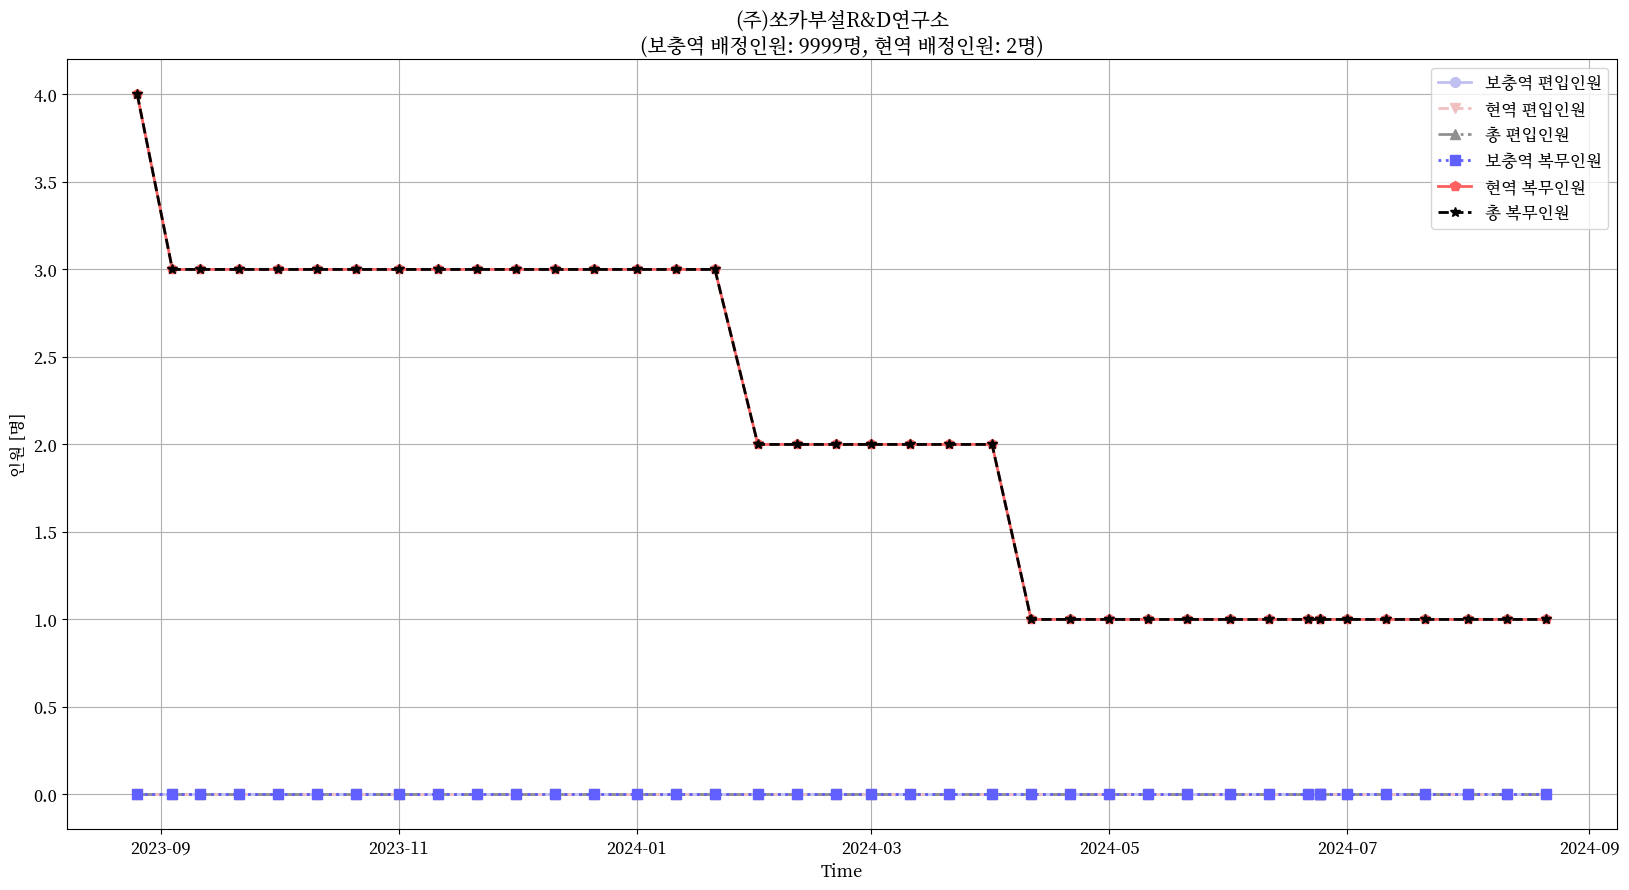 (주)쏘카부설R&D연구소
(보충역 배정인원: 9999명, 현역 배정인원: 2명)
보충역 편입인원
현역 편입인원
총 편입인원
보충역 복무인원
현역 복무인원
총 복무인원
4.0
3.5
3.0
2.5
2.0
1.5
1.0
0.5
0.0
인원 [명]
2023-09
2023-11
2024-01
2024-03
2024-05
2024-07
2024-09
Time